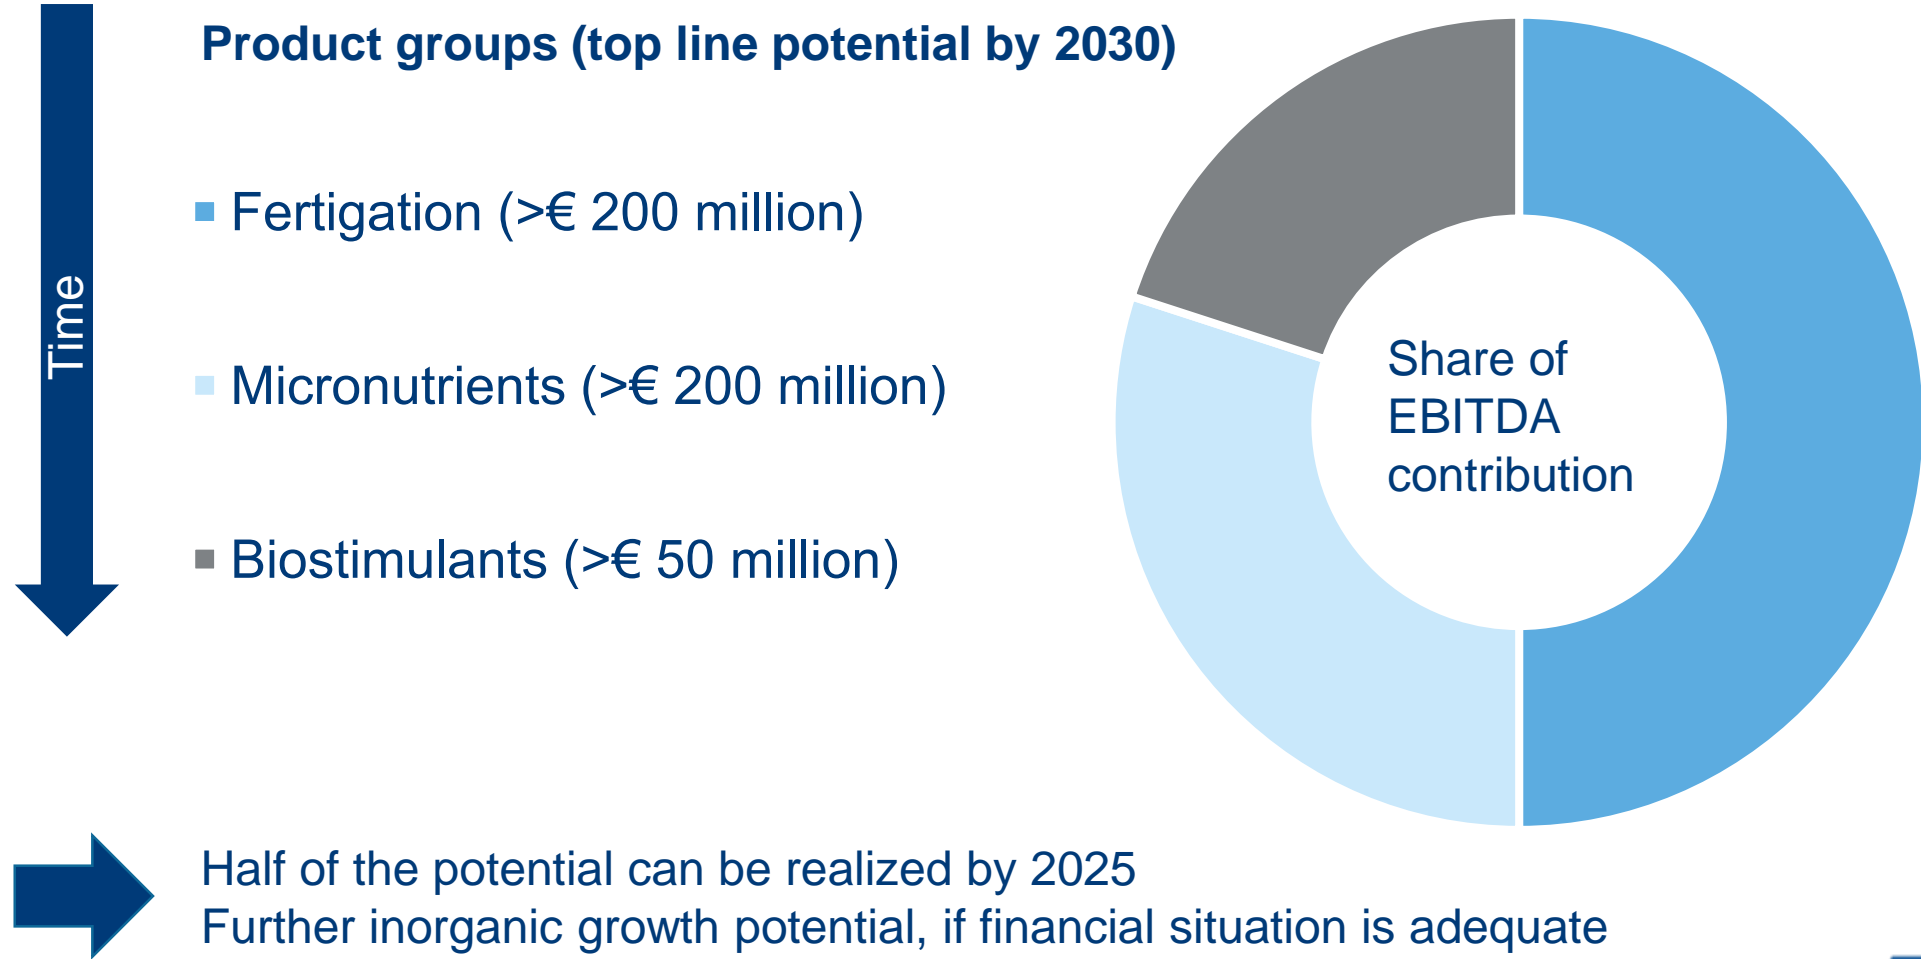 Product groups (top line potential by 2030)
Time
Fertigation (>€ 200 million)
Micronutrients (>€ 200 million)
Biostimulants (>€ 50 million)
Share of
EBITDA
contribution
Half of the potential can be realized by 2025
Further inorganic growth potential, if financial situation is adequate